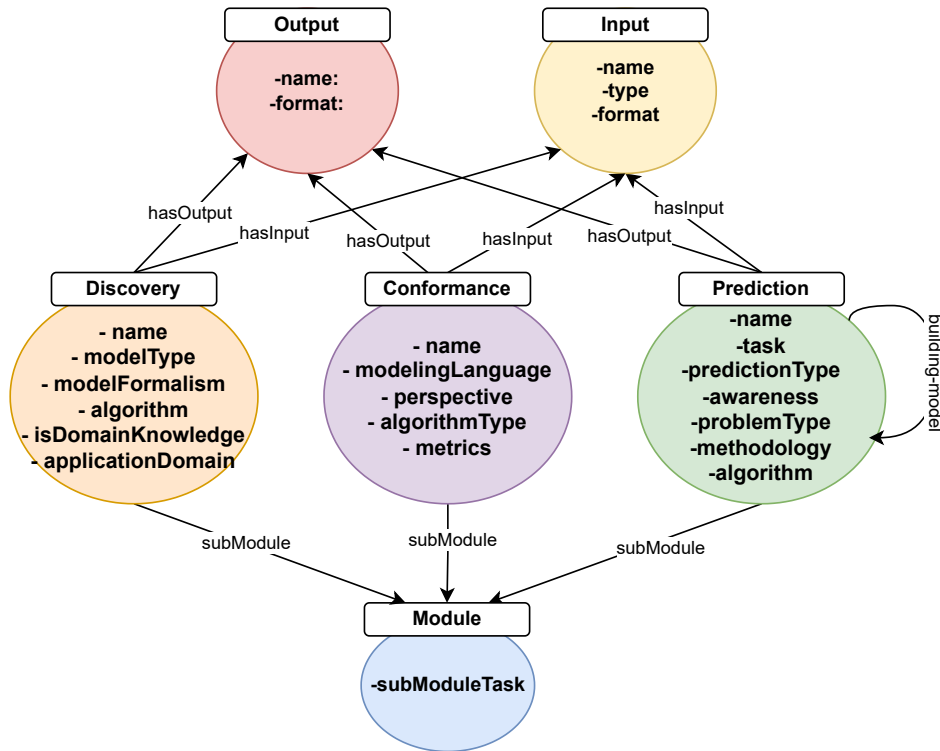 Output
-name:
-format:
Input
-name
-type
-format
hasOutput
hasInput
hasOutput
hasInput
hasOutput
hasInput
Discovery
- name
- modelType
- modelFormalism
- algorithm
- isDomainKnowledge
- applicationDomain
Conformance
- name
- modelingLanguage
- perspective
- algorithmType
- metrics
Prediction
-name
-task
-predictionType
-awareness
-problemType
-methodology
-algorithm
building-model
subModule
subModule
subModule
Module
-subModuleTask